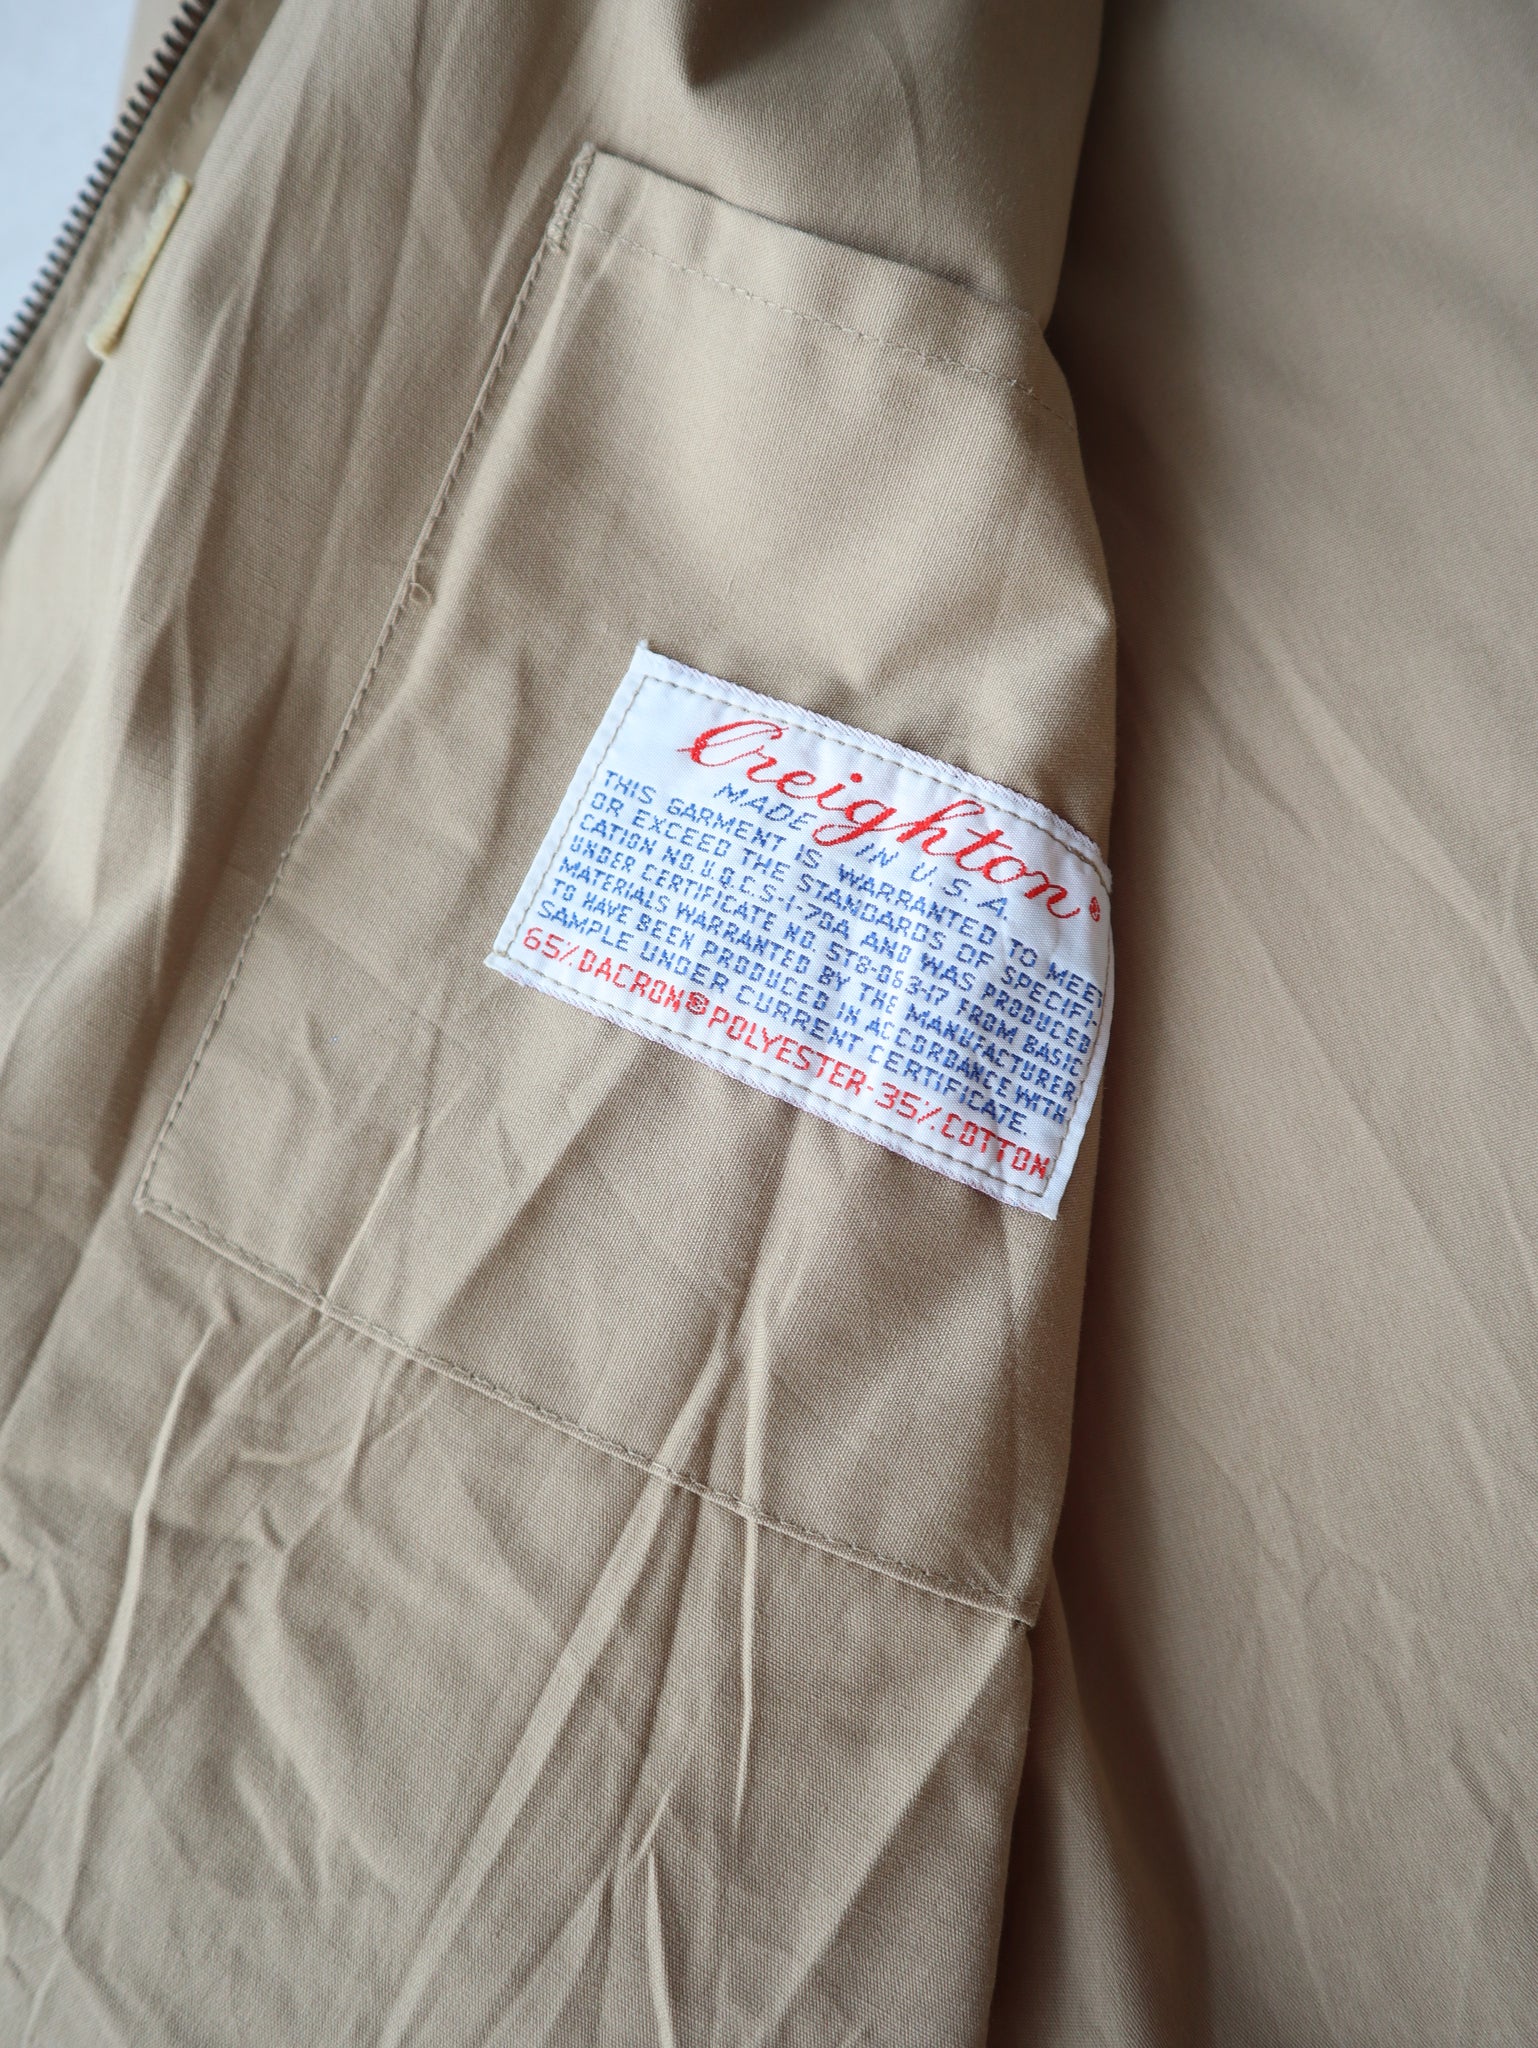 Creighton®
MADE IN U.S.A.
THIS GARMENT IS WARRANTED TO MEET
OR EXCEED THE STANDARDS OF SPECIFI-
CATION NO. U.Q.C.S-1-79A AND WAS PRODUCED
UNDER CERTIFICATE NO. ST8-063-17 FROM BASIC
MATERIALS WARRANTED BY THE MANUFACTURER
TO HAVE BEEN PRODUCED IN ACCORDANCE WITH
SAMPLE UNDER CURRENT CERTIFICATE.
65% DACRON® POLYESTER-35% COTTON